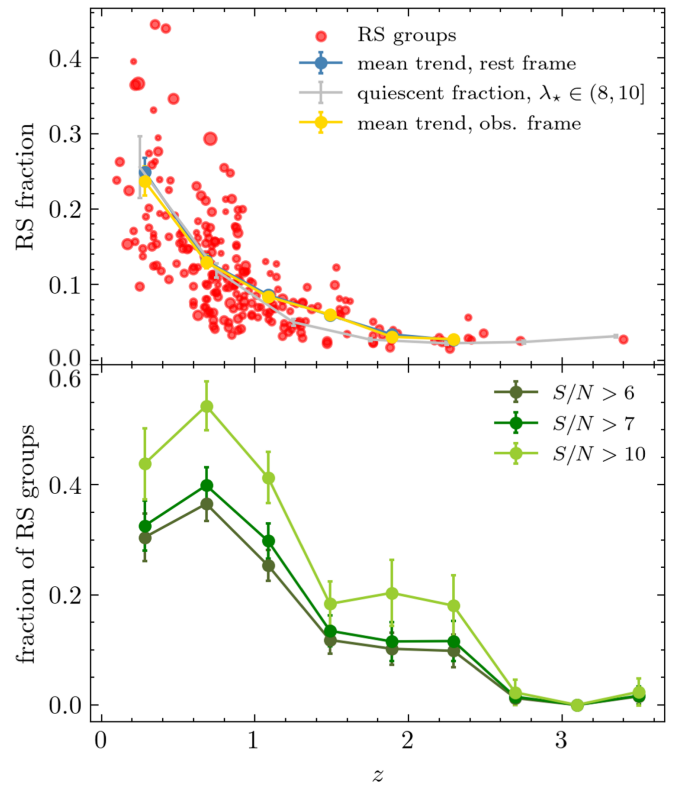 RS groups
mean trend, rest frame
quiescent fraction, λ⋆ ∈ (8, 10]
mean trend, obs. frame
0.4
0.3
0.2
0.1
0.0
RS fraction
S/N > 6
S/N > 7
S/N > 10
0.6
0.4
0.2
0.0
fraction of RS groups
0 1 2 3
z